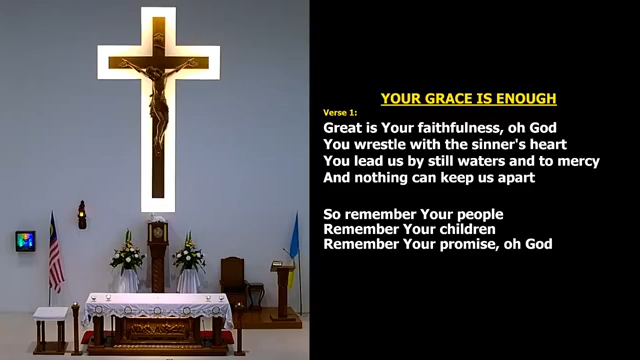 YOUR GRACE IS ENOUGH
Verse 1:
Great is Your faithfulness, oh God
You wrestle with the sinner's heart
You lead us by still waters and to mercy
And nothing can keep us apart
So remember Your people
Remember Your children
Remember Your promise, oh God